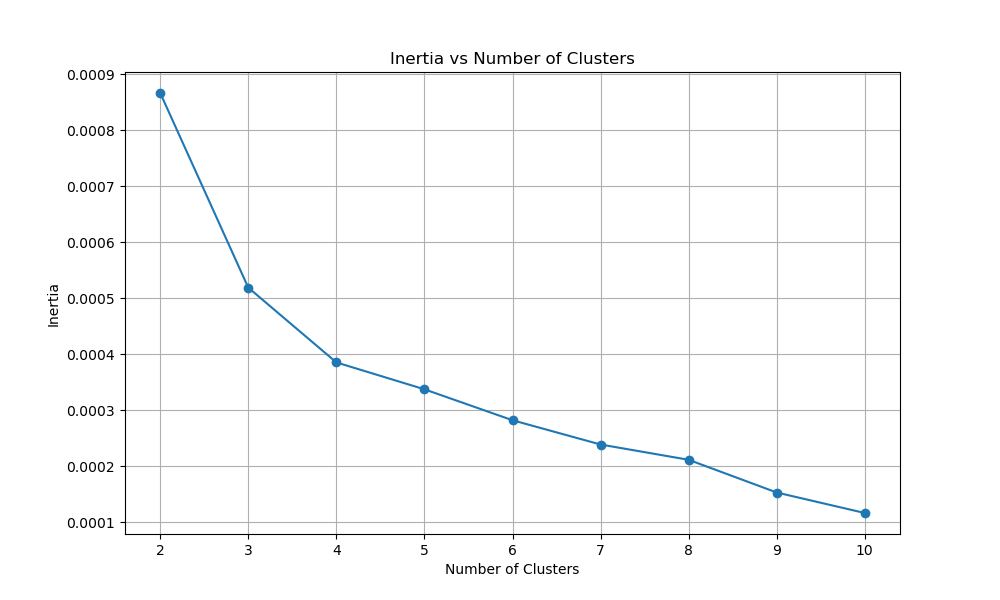 Inertia vs Number of Clusters
0.0009
0.0008
0.0007
0.0006
0.0005
0.0004
0.0003
0.0002
0.0001
Inertia
2 3 4 5 6 7 8 9 10
Number of Clusters